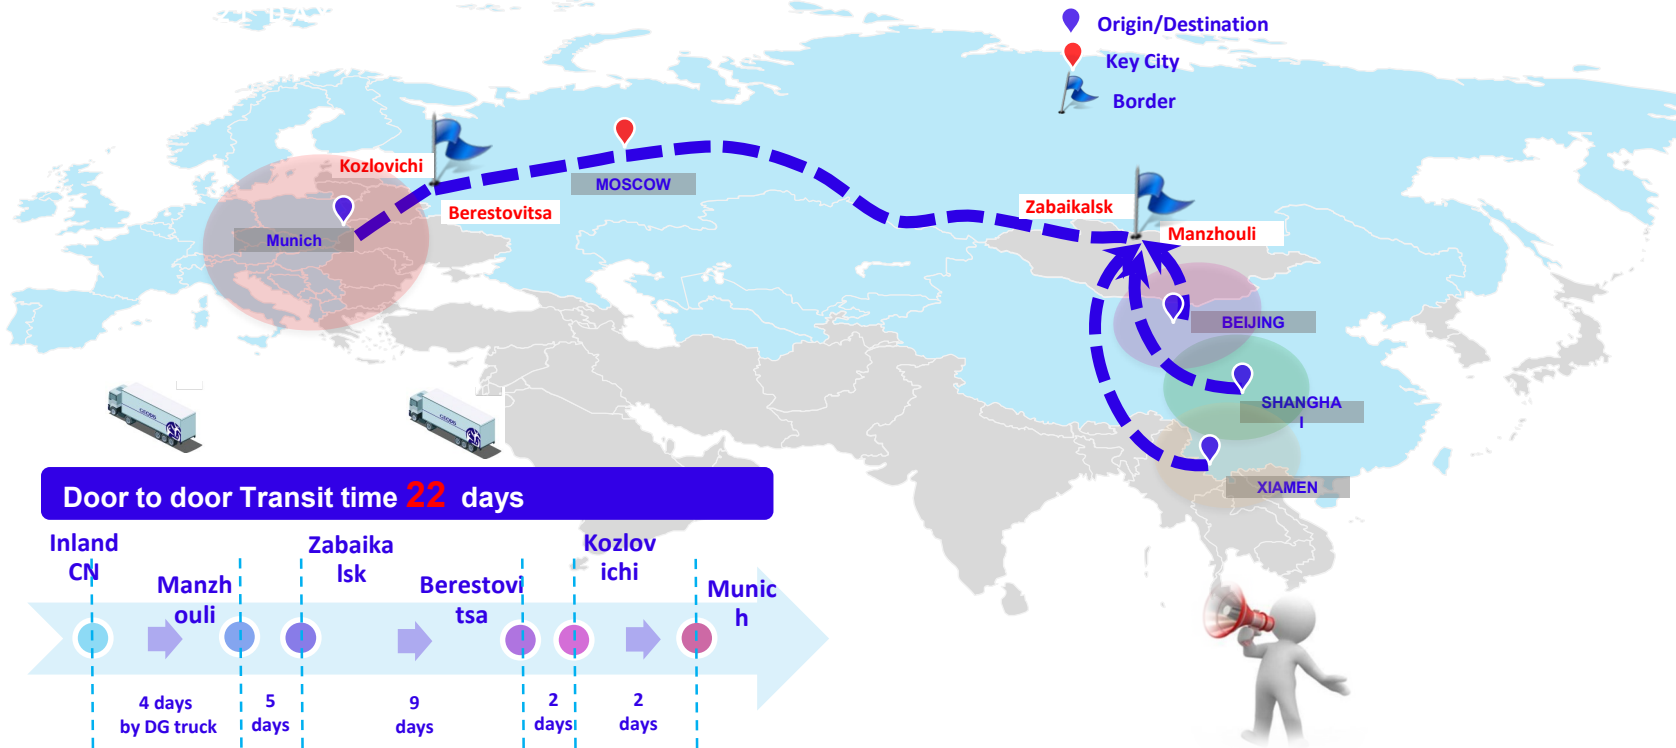 Origin/Destination
Key City
Border
Kozlovichi
MOSCOW
Berestovitsa
Munich
Zabaikalsk
Manzhouli
BEIJING
SHANGHA
I
XIAMEN
Door to door Transit time 22 days
Inland
CN
Manzh
ouli
Zabaika
lsk
Berestovi
tsa
Kozlov
ichi
Munic
h
4 days
by DG truck
5
days
9
days
2
days
2
days